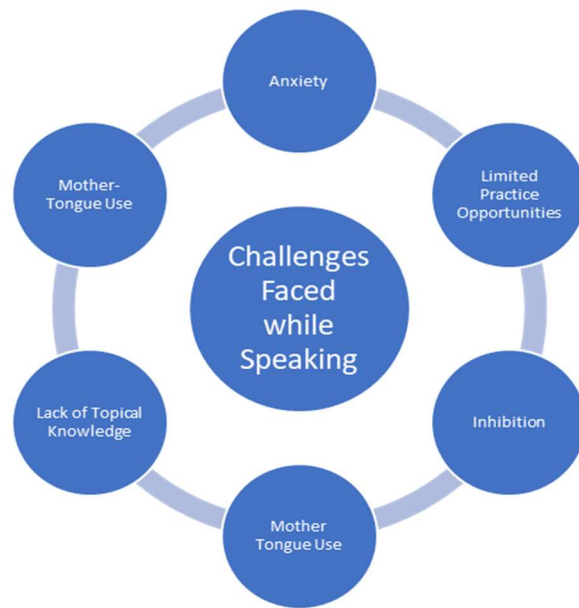 Anxiety
Limited
Practice
Opportunities
Inhibition
Mother
Tongue Use
Lack of Topical
Knowledge
Mother-
Tongue Use
Challenges
Faced
while
Speaking